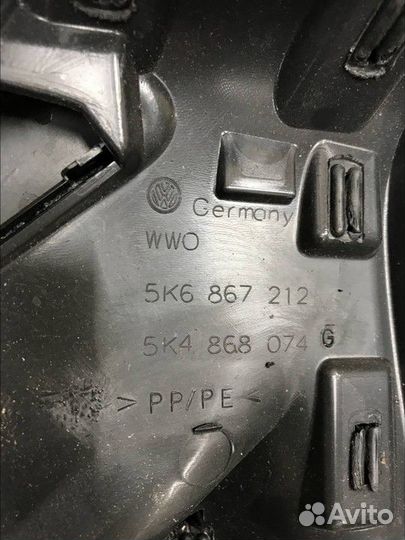 Germany
WWO
5K6 867 212
5K4 868 074 G
> PP/PE <
Avito